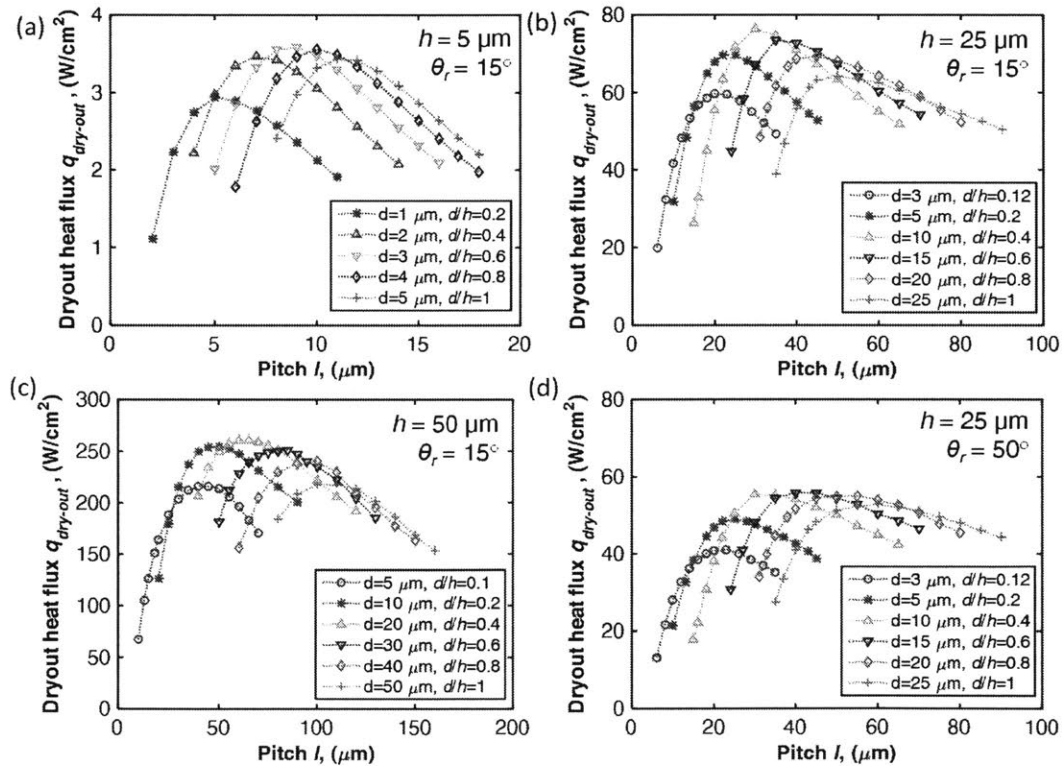 (a)
Dryout heat flux q_dry-out, (W/cm²)
4
3
2
1
0
h = 5 μm
θr = 15°
d=1 μm, d/h=0.2
d=2 μm, d/h=0.4
d=3 μm, d/h=0.6
d=4 μm, d/h=0.8
d=5 μm, d/h=1
0 5 10 15 20
Pitch l, (μm)
(b)
Dryout heat flux q_dry-out, (W/cm²)
80
60
40
20
0
h = 25 μm
θr = 15°
d=3 μm, d/h=0.12
d=5 μm, d/h=0.2
d=10 μm, d/h=0.4
d=15 μm, d/h=0.6
d=20 μm, d/h=0.8
d=25 μm, d/h=1
0 20 40 60 80 100
Pitch l, (μm)
(c)
Dryout heat flux q_dry-out, (W/cm²)
300
250
200
150
100
50
0
h = 50 μm
θr = 15°
d=5 μm, d/h=0.1
d=10 μm, d/h=0.2
d=20 μm, d/h=0.4
d=30 μm, d/h=0.6
d=40 μm, d/h=0.8
d=50 μm, d/h=1
0 50 100 150 200
Pitch l, (μm)
(d)
Dryout heat flux q_dry-out, (W/cm²)
80
60
40
20
0
h = 25 μm
θr = 50°
d=3 μm, d/h=0.12
d=5 μm, d/h=0.2
d=10 μm, d/h=0.4
d=15 μm, d/h=0.6
d=20 μm, d/h=0.8
d=25 μm, d/h=1
0 20 40 60 80 100
Pitch l, (μm)